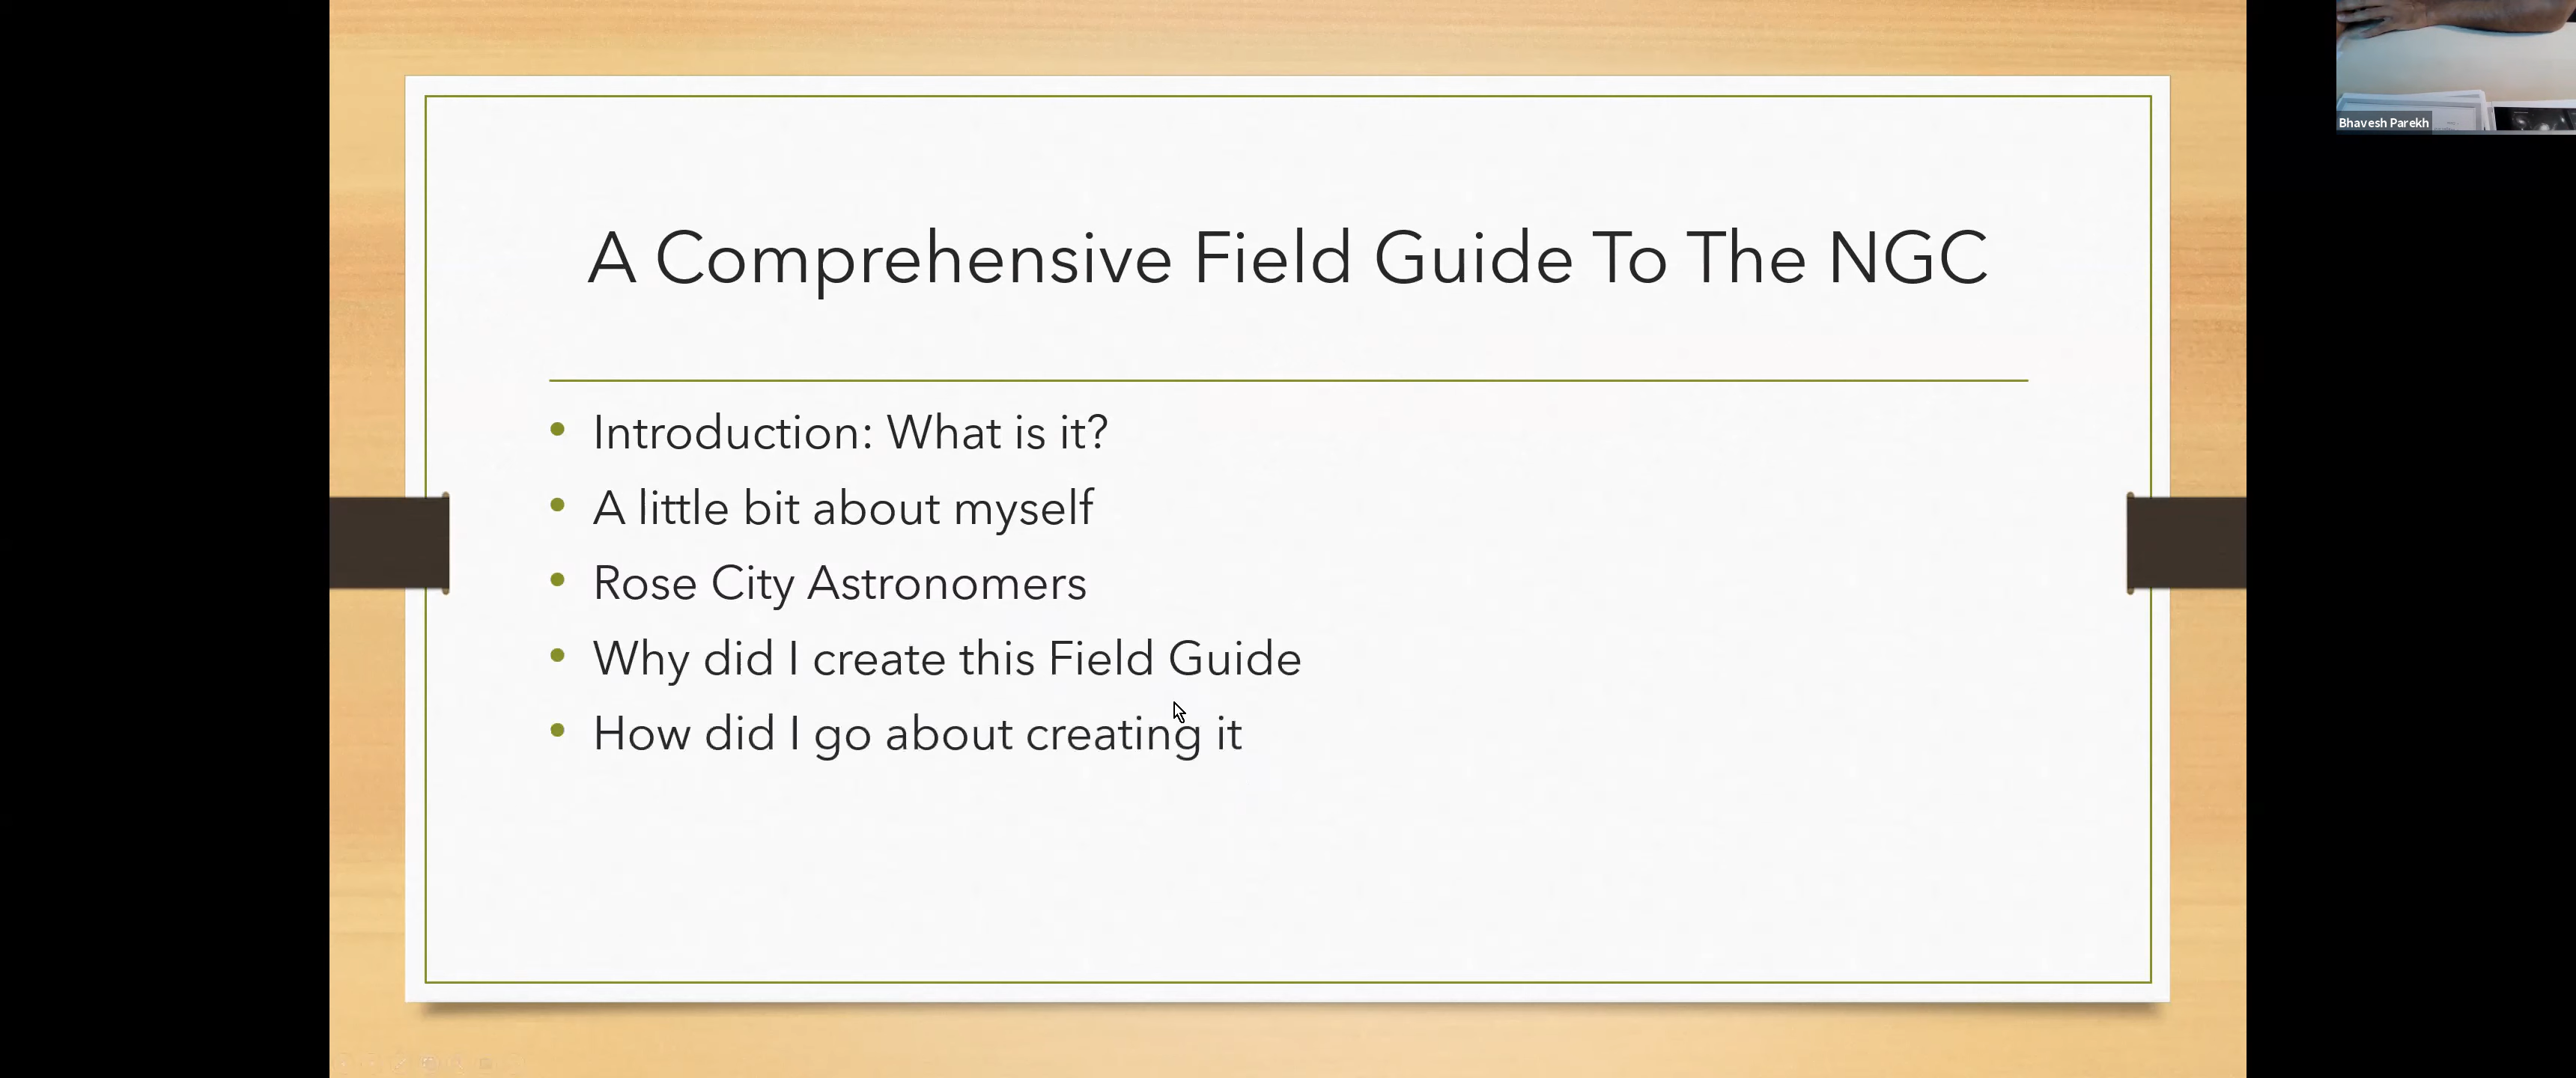 A Comprehensive Field Guide To The NGC
Introduction: What is it?
A little bit about myself
Rose City Astronomers
Why did I create this Field Guide
How did I go about creating it
Bhavesh Parekh